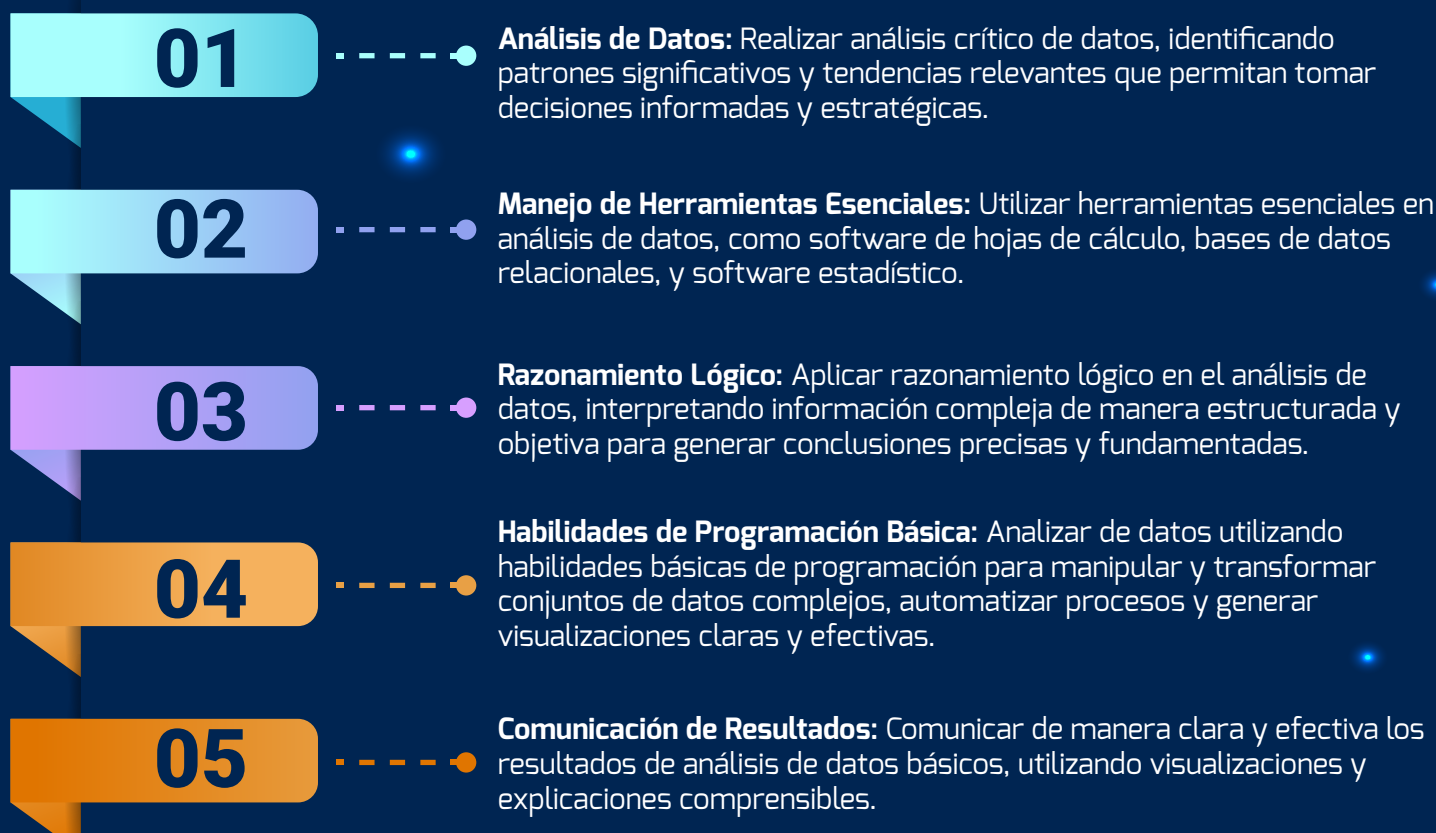 01
Análisis de Datos: Realizar análisis crítico de datos, identificando
patrones significativos y tendencias relevantes que permitan tomar
decisiones informadas y estratégicas.
02
Manejo de Herramientas Esenciales: Utilizar herramientas esenciales en
análisis de datos, como software de hojas de cálculo, bases de datos
relacionales, y software estadístico.
03
Razonamiento Lógico: Aplicar razonamiento lógico en el análisis de
datos, interpretando información compleja de manera estructurada y
objetiva para generar conclusiones precisas y fundamentadas.
04
Habilidades de Programación Básica: Analizar de datos utilizando
habilidades básicas de programación para manipular y transformar
conjuntos de datos complejos, automatizar procesos y generar
visualizaciones claras y efectivas.
05
Comunicación de Resultados: Comunicar de manera clara y efectiva los
resultados de análisis de datos básicos, utilizando visualizaciones y
explicaciones comprensibles.